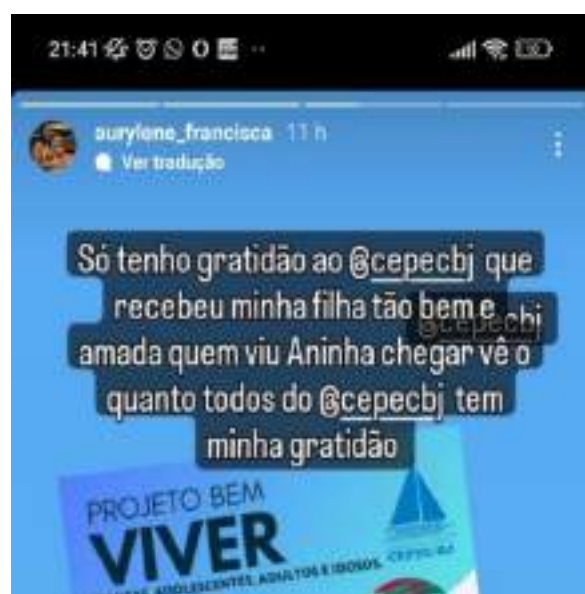 21:41
aurylene_francisca 11 h
Ver tradução
Só tenho gratidão ao @cepecbj que
recebeu minha filha tão bem e
@cepecbj
amada quem viu Aninha chegar vê o
quanto todos do @cepecbj tem
minha gratidão
PROJETO BEM
VIVER
ADOLESCENTES, ADULTOS E IDOSOS.